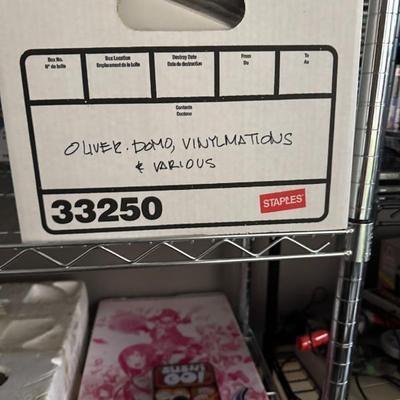 Box No. Box Location Destroy Date From To
N° de boîte Emplacement de la boîte Date de destruction Du Au
Contents
Contenu
OLIVER. DOMO, VINYLMATIONS
& VARIOUS
33250 STAPLES
100